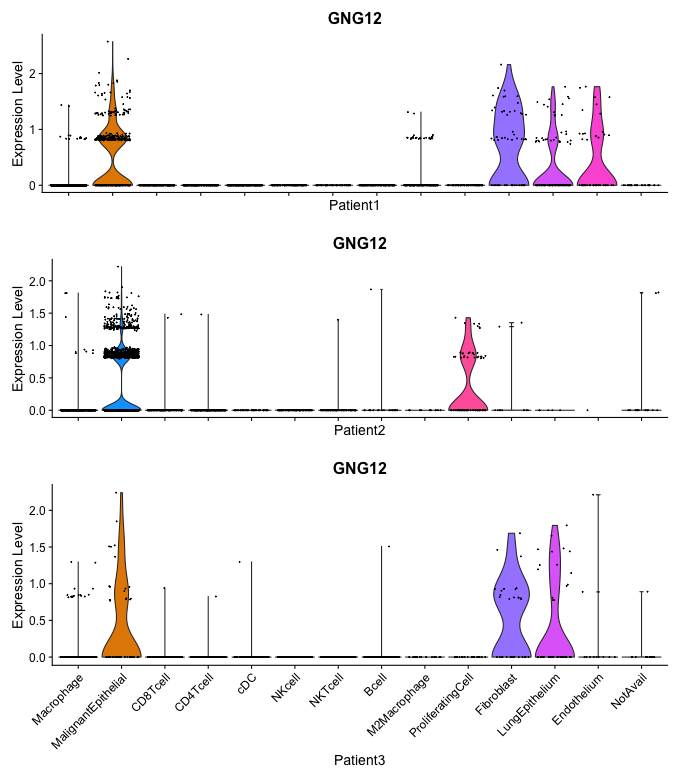 GNG12
Expression Level
2
1
0
Patient1
GNG12
Expression Level
2.0
1.5
1.0
0.5
0.0
Patient2
GNG12
Expression Level
2.0
1.5
1.0
0.5
0.0
Macrophage
MalignantEpithelial
CD8Tcell
CD4Tcell
cDC
NKcell
NKTcell
Bcell
M2Macrophage
ProliferatingCell
Fibroblast
LungEpithelium
Endothelium
NotAvail
Patient3